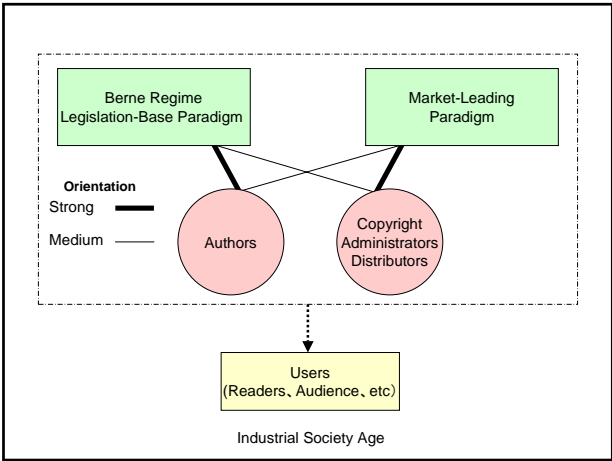 Berne Regime
Legislation-Base Paradigm
Market-Leading
Paradigm
Orientation
Strong
Medium
Authors
Copyright
Administrators
Distributors
Users
(Readers、Audience、etc)
Industrial Society Age